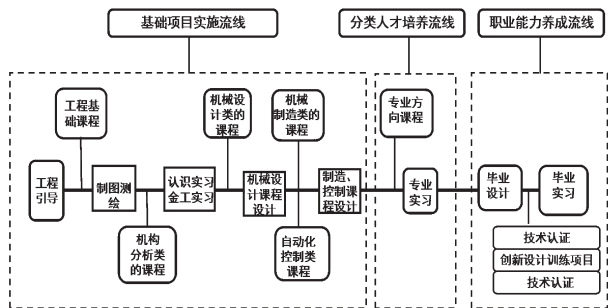 基础项目实施流线
分类人才培养流线
职业能力养成流线
工程基
础课程
机械设
计类的
课程
机械
制造类的
课程
专业方
向课程
工程
引导
制图测
绘
认识实习
金工实习
机械设
计课程
设计
制造、
控制课
程设计
专业
实习
毕业
设计
毕业
实习
机构
分析类
的课程
自动化
控制类
课程
技术认证
创新设计训练项目
技术认证